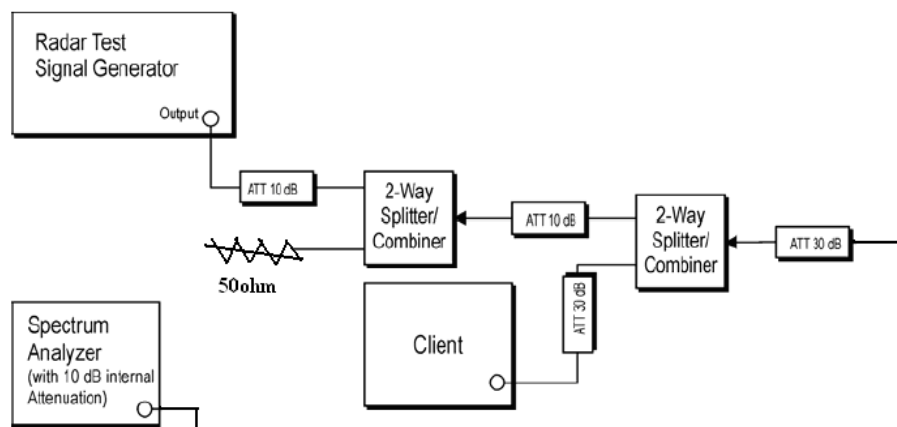 Radar Test
Signal Generator
Output
ATT 10 dB
2-Way
Splitter/
Combiner
ATT 10 dB
2-Way
Splitter/
Combiner
ATT 30 dB
50ohm
ATT 30 dB
Client
Spectrum
Analyzer
(with 10 dB internal
Attenuation)